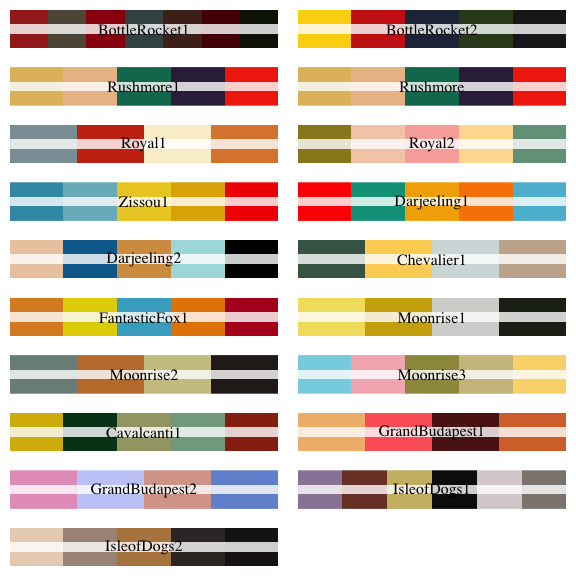 BottleRocket1
BottleRocket2
Rushmore1
Rushmore
Royal1
Royal2
Zissou1
Darjeeling1
Darjeeling2
Chevalier1
FantasticFox1
Moonrise1
Moonrise2
Moonrise3
Cavalcanti1
GrandBudapest1
GrandBudapest2
IsleofDogs1
IsleofDogs2